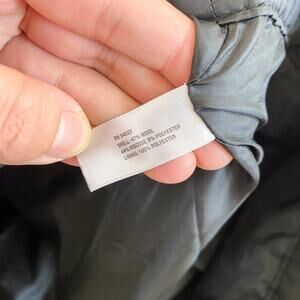 RN 54023
SHELL: 47% WOOL
44% VISCOSE 9% POLYESTER
LINING: 100% POLYESTER